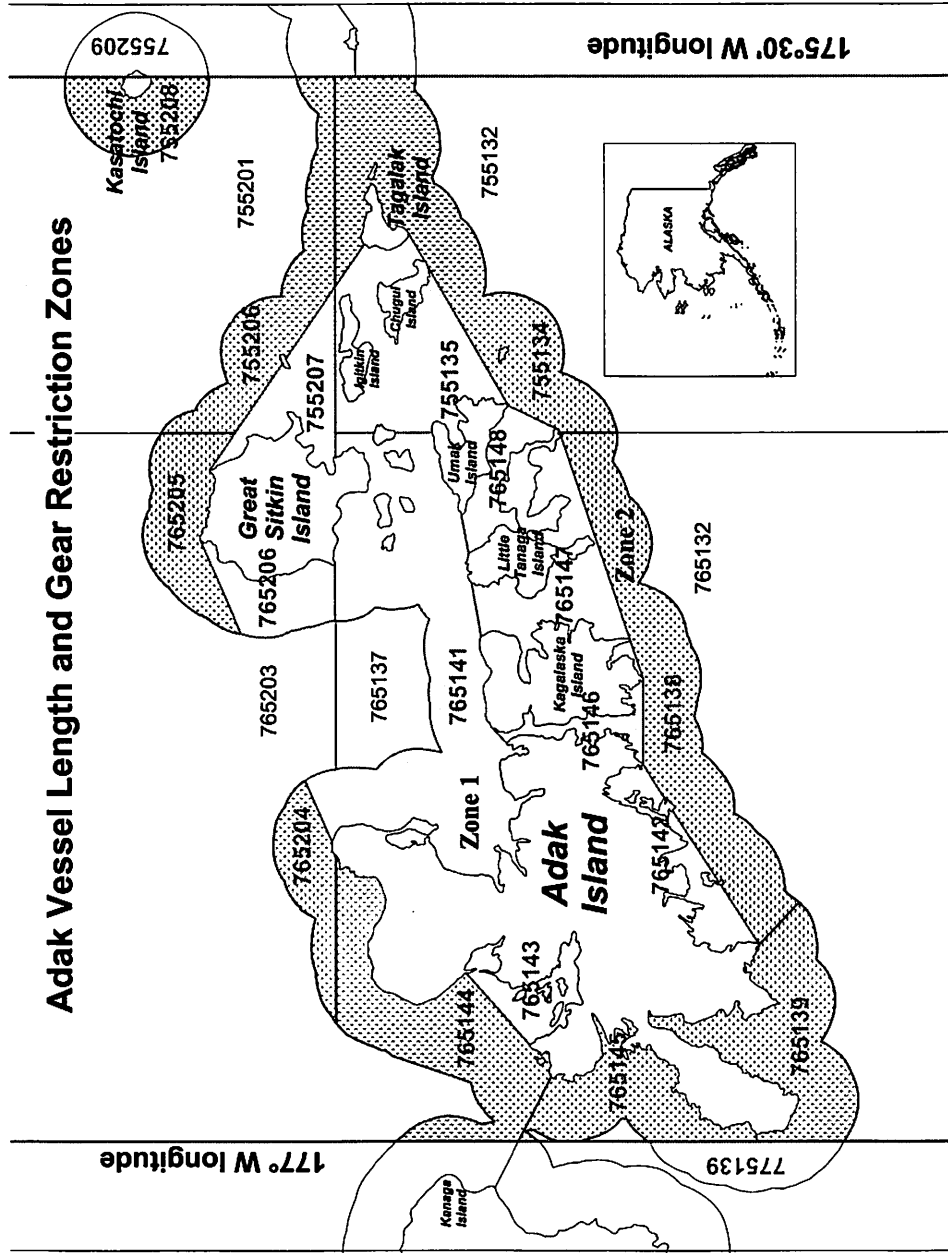 Adak Vessel Length and Gear Restriction Zones
177° W longitude
175°30' W longitude
Kasatochi
Island
755209
755208
755201
755206
765205
755207
Great
Sitkin
Island
765206
765203
765204
765137
765141
Zone 1
Tagalak
Island
755132
Chugul
Island
Igitkin
Island
755135
755134
Umak
Island
765148
Little
Tanaga
Island
765147
Zone 2
765132
Kagalaska
Island
765146
765138
Adak
Island
765142
765143
765144
765145
765139
775139
Kanaga
Island
ALASKA